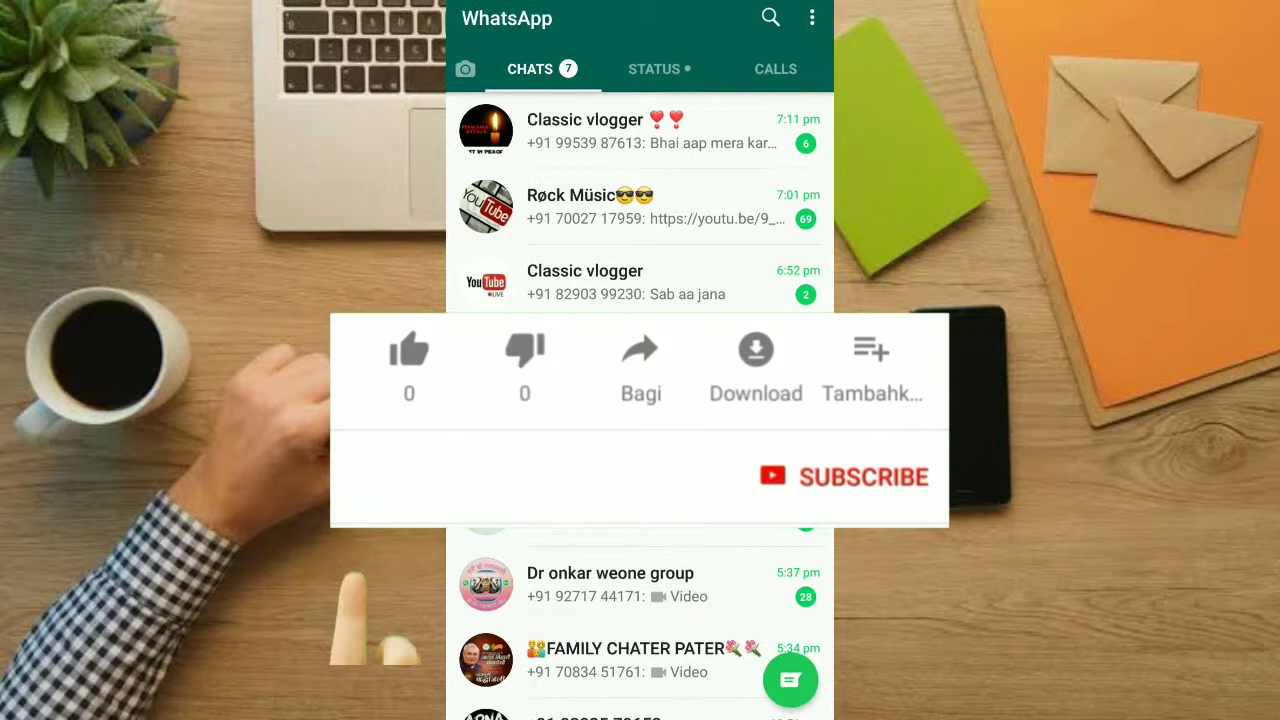 WhatsApp
CHATS 7 STATUS CALLS
Classic vlogger ❣️❣️ 7:11 pm
+91 99539 87613: Bhai aap mera kar... 6
Røck Müsic😎😎 7:01 pm
+91 70027 17959: https://youtu.be/9_... 69
YouTube
Classic vlogger 6:52 pm
+91 82903 99230: Sab aa jana 2
YouTube
LIVE
0 0 Bagi Download Tambahk...
SUBSCRIBE
Dr onkar weone group 5:37 pm
+91 92717 44171: Video 28
👨‍👩‍👧‍👦FAMILY CHATER PATER🌹🌹 5:34 pm
+91 70834 51761: Video